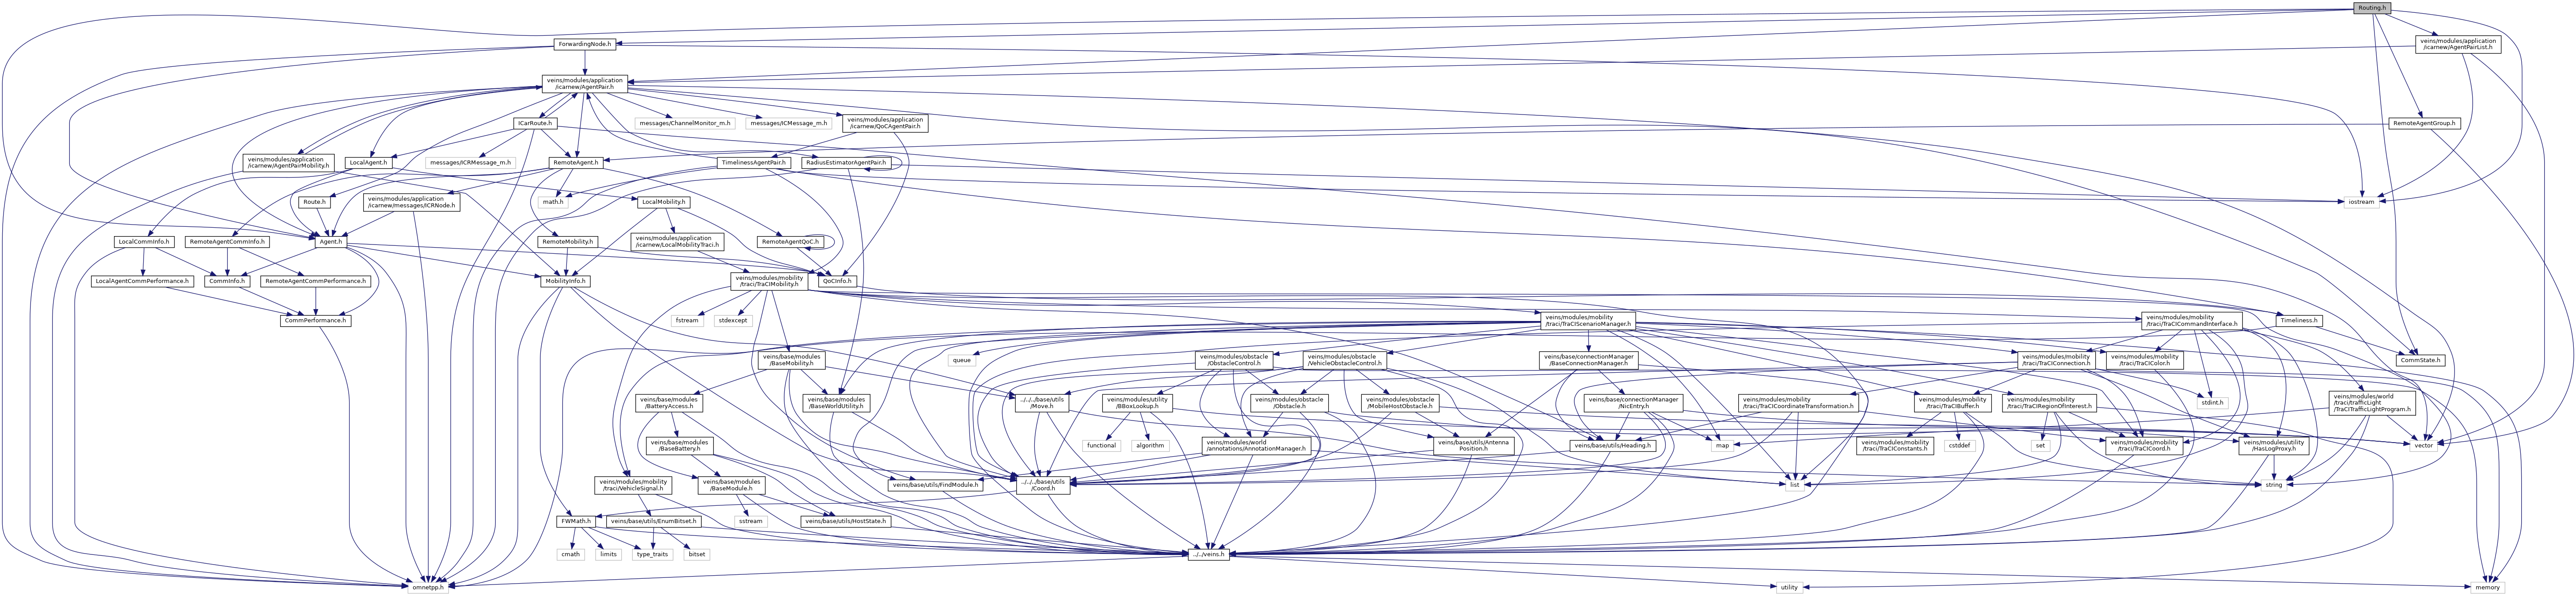 Routing.h
ForwardingNode.h
veins/modules/application
/icarnew/AgentPairList.h
veins/modules/application
/icarnew/AgentPair.h
ICarRoute.h
messages/ChannelMonitor_m.h
messages/ICMessage_m.h
veins/modules/application
/icarnew/QoCAgentPair.h
RemoteAgentGroup.h
veins/modules/application
/icarnew/AgentPairMobility.h
LocalAgent.h
messages/ICRMessage_m.h
RemoteAgent.h
TimelinessAgentPair.h
RadiusEstimatorAgentPair.h
Route.h
veins/modules/application
/icarnew/messages/ICRNode.h
math.h
LocalMobility.h
iostream
LocalCommInfo.h
RemoteAgentCommInfo.h
Agent.h
RemoteMobility.h
veins/modules/application
/icarnew/LocalMobilityTraci.h
RemoteAgentQoC.h
LocalAgentCommPerformance.h
CommInfo.h
RemoteAgentCommPerformance.h
MobilityInfo.h
veins/modules/mobility
/traci/TraCIMobility.h
QoCInfo.h
CommPerformance.h
fstream
stdexcept
veins/modules/mobility
/traci/TraCIScenarioManager.h
veins/modules/mobility
/traci/TraCICommandInterface.h
Timeliness.h
veins/base/modules
/BaseMobility.h
queue
veins/modules/obstacle
/ObstacleControl.h
veins/modules/obstacle
/VehicleObstacleControl.h
veins/base/connectionManager
/BaseConnectionManager.h
veins/modules/mobility
/traci/TraCIConnection.h
veins/modules/mobility
/traci/TraCIColor.h
CommState.h
veins/base/modules
/BatteryAccess.h
veins/base/modules
/BaseWorldUtility.h
../../../base/utils
/Move.h
veins/modules/utility
/BBoxLookup.h
veins/modules/obstacle
/Obstacle.h
veins/modules/obstacle
/MobileHostObstacle.h
veins/base/connectionManager
/NicEntry.h
veins/modules/mobility
/traci/TraCICoordinateTransformation.h
veins/modules/mobility
/traci/TraCIBuffer.h
veins/modules/mobility
/traci/TraCIRegionOfInterest.h
stdint.h
veins/modules/world
/traci/trafficLight
/TraCITrafficLightProgram.h
veins/base/modules
/BaseBattery.h
functional
algorithm
veins/modules/world
/annotations/AnnotationManager.h
veins/base/utils/Antenna
Position.h
veins/base/utils/Heading.h
map
veins/modules/mobility
/traci/TraCIConstants.h
cstddef
set
veins/modules/mobility
/traci/TraCICoord.h
veins/modules/utility
/HasLogProxy.h
vector
veins/modules/mobility
/traci/VehicleSignal.h
veins/base/modules
/BaseModule.h
veins/base/utils/FindModule.h
../../../base/utils
/Coord.h
list
string
FWMath.h
veins/base/utils/EnumBitset.h
sstream
veins/base/utils/HostState.h
cmath
limits
type_traits
bitset
../../veins.h
omnetpp.h
utility
memory